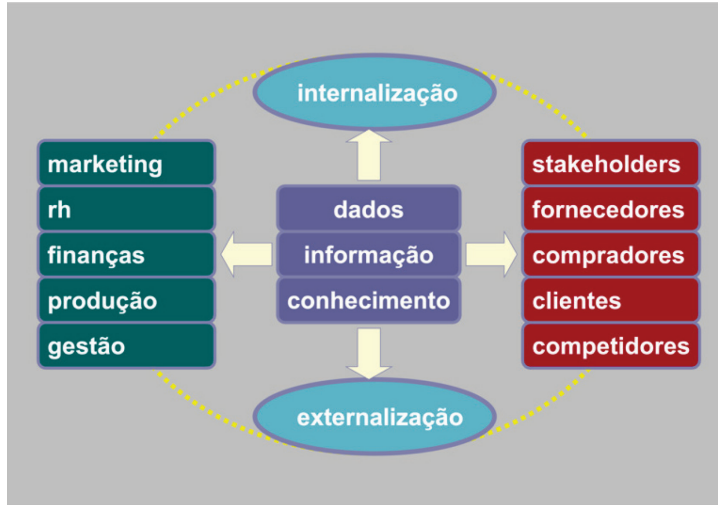 internalização
marketing
rh
finanças
produção
gestão
dados
informação
conhecimento
stakeholders
fornecedores
compradores
clientes
competidores
externalização